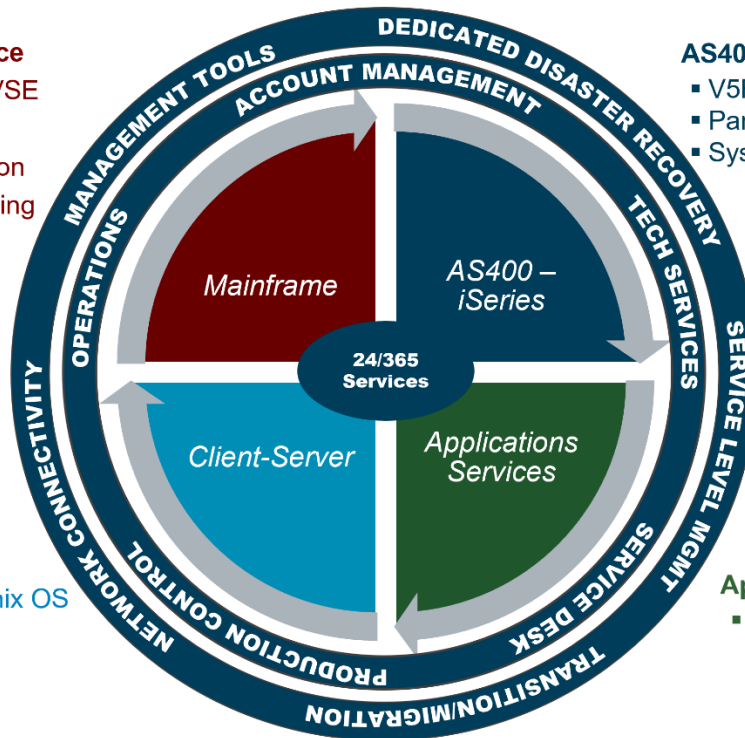 MANAGEMENT TOOLS
DEDICATED DISASTER RECOVERY
SERVICE LEVEL MGMT
TRANSITION/MIGRATION
NETWORK CONNECTIVITY
ACCOUNT MANAGEMENT
TECH SERVICES
SERVICE DESK
PRODUCTION CONTROL
OPERATIONS
Mainframe
AS400 –
iSeries
24/365
Services
Client-Server
Applications
Services
ce
/SE
on
ing
AS40
▪ V5
▪ Par
▪ Sys
nix OS
Ap
▪